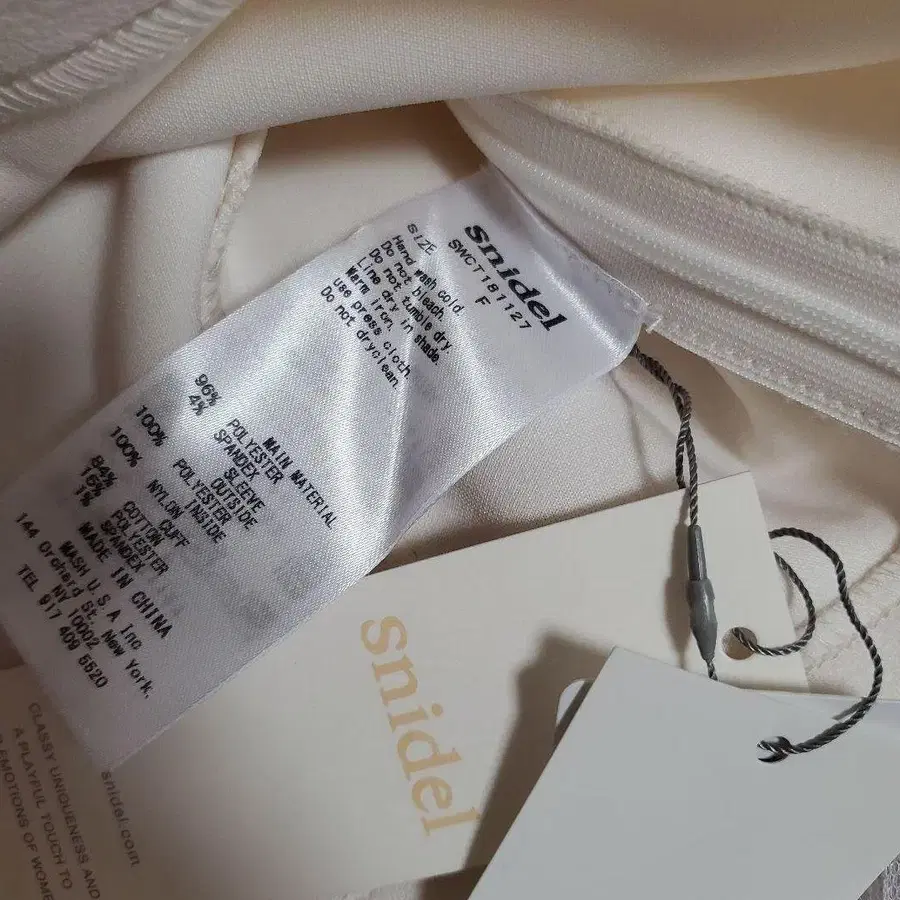 snidel
SWCT181127
SIZE F
Hand wash cold.
Do not bleach.
Do not tumble dry.
Line dry in shade.
Warm iron.
use press cloth.
Do not dryclean.
MAIN MATERIAL
96% POLYESTER
4% SPANDEX
SLEEVE
OUTSIDE
100% POLYESTER
INSIDE
100% NYLON
CUFF
84% COTTON
15% POLYESTER
1% SPANDEX
MADE IN CHINA
MASH U.S.A Inc
144 Orchard St. New York.
NY 10002
TEL 917 409 5520
snidel
snidel.com
CLASSY UNIQUENESS AND
A PLAYFUL TOUCH TO
EMOTIONS OF